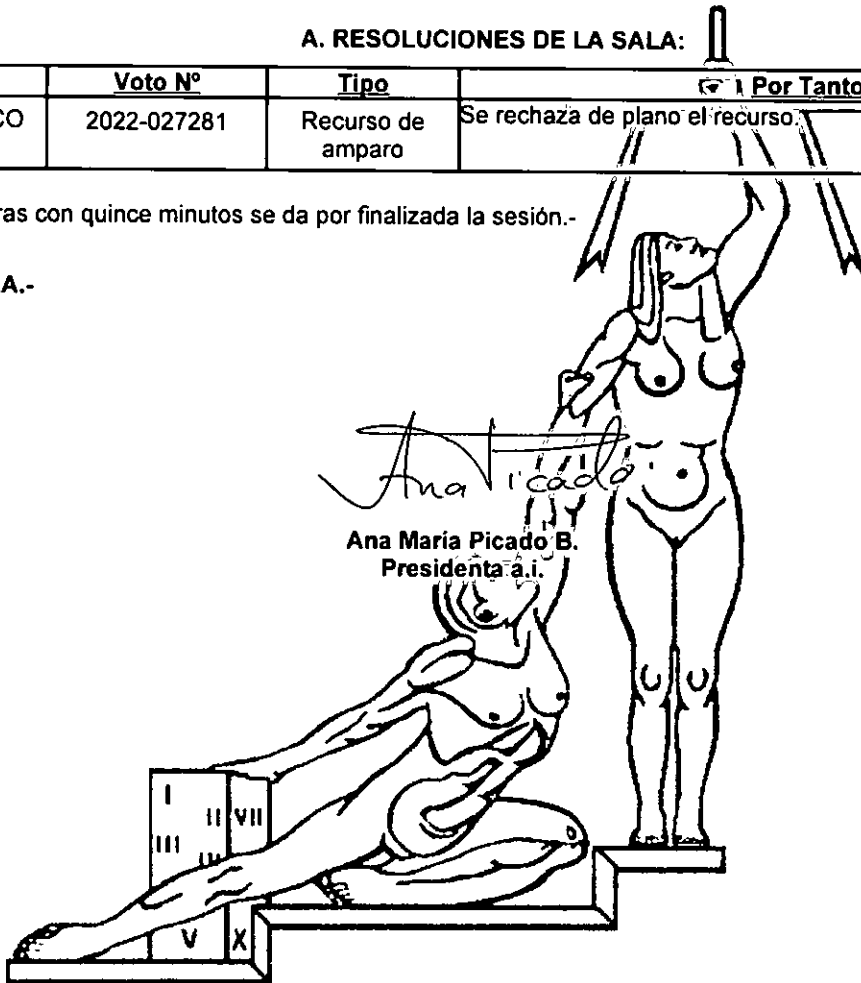 A. RESOLUCIONES DE LA SALA:
Voto Nº Tipo Por Tanto
CO 2022-027281 Recurso de Se rechaza de plano el recurso.
amparo
ras con quince minutos se da por finalizada la sesión.-
A.-
Ana Picado
Ana María Picado B.
Presidenta a.i.
I
II VII
III
V X